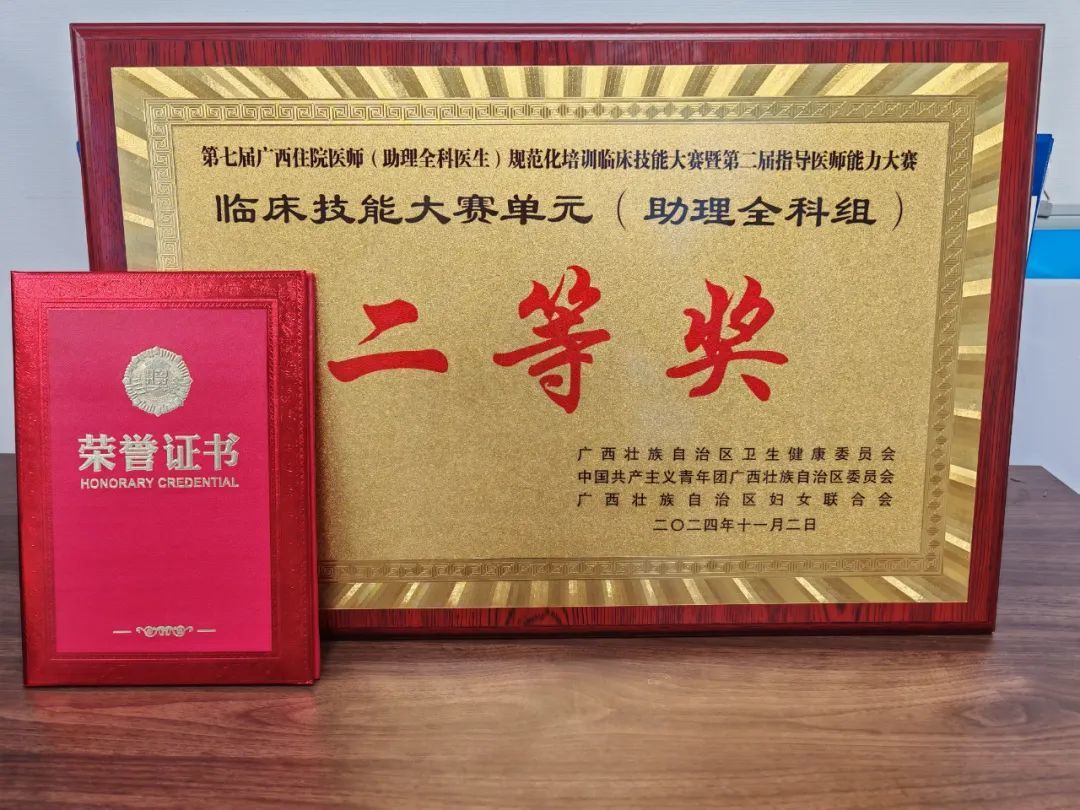 第七届广西住院医师（助理全科医生）规范化培训临床技能大赛暨第二届指导医师能力大赛
临床技能大赛单元（助理全科组）
二等奖
广西壮族自治区卫生健康委员会
中国共产主义青年团广西壮族自治区委员会
广西壮族自治区妇女联合会
二〇二四年十一月二日
荣誉证书
HONORARY CREDENTIAL